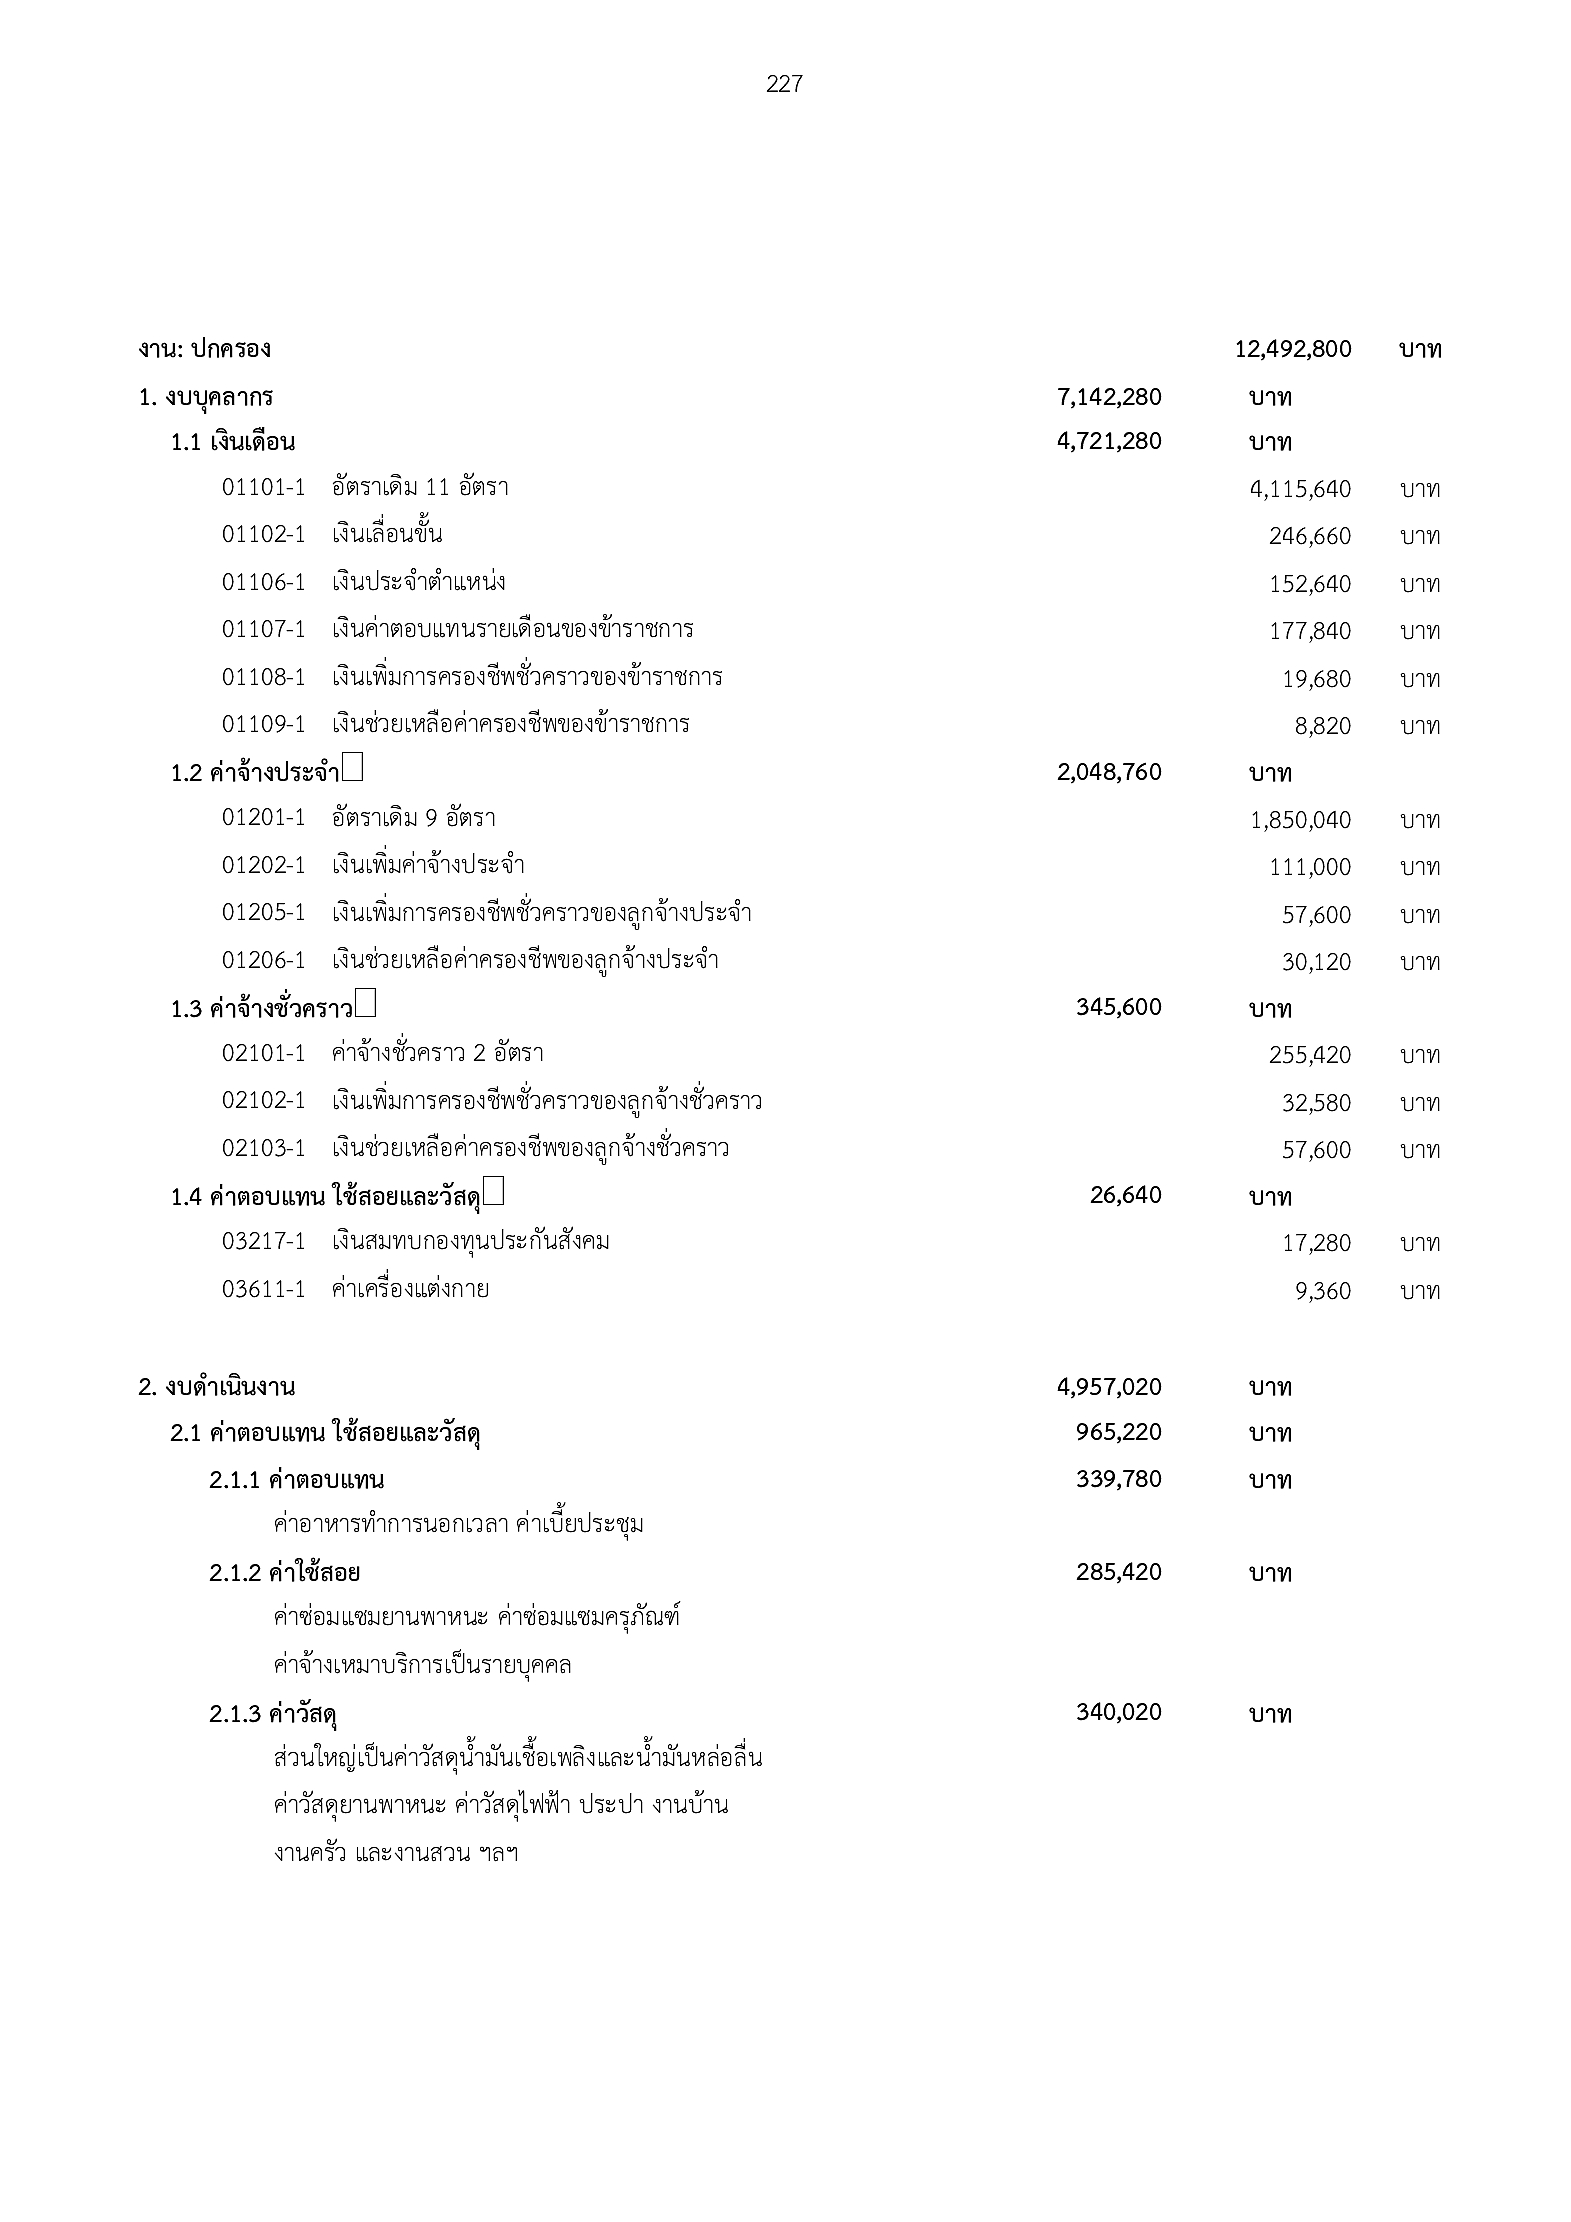 227
งาน: ปกครอง 12,492,800 บาท
1. งบบุคลากร 7,142,280 บาท
1.1 เงินเดือน 4,721,280 บาท
01101-1 อัตราเดิม 11 อัตรา 4,115,640 บาท
01102-1 เงินเลื่อนขั้น 246,660 บาท
01106-1 เงินประจำตำแหน่ง 152,640 บาท
01107-1 เงินค่าตอบแทนรายเดือนของข้าราชการ 177,840 บาท
01108-1 เงินเพิ่มการครองชีพชั่วคราวของข้าราชการ 19,680 บาท
01109-1 เงินช่วยเหลือค่าครองชีพของข้าราชการ 8,820 บาท
1.2 ค่าจ้างประจำ 2,048,760 บาท
01201-1 อัตราเดิม 9 อัตรา 1,850,040 บาท
01202-1 เงินเพิ่มค่าจ้างประจำ 111,000 บาท
01205-1 เงินเพิ่มการครองชีพชั่วคราวของลูกจ้างประจำ 57,600 บาท
01206-1 เงินช่วยเหลือค่าครองชีพของลูกจ้างประจำ 30,120 บาท
1.3 ค่าจ้างชั่วคราว 345,600 บาท
02101-1 ค่าจ้างชั่วคราว 2 อัตรา 255,420 บาท
02102-1 เงินเพิ่มการครองชีพชั่วคราวของลูกจ้างชั่วคราว 32,580 บาท
02103-1 เงินช่วยเหลือค่าครองชีพของลูกจ้างชั่วคราว 57,600 บาท
1.4 ค่าตอบแทน ใช้สอยและวัสดุ 26,640 บาท
03217-1 เงินสมทบกองทุนประกันสังคม 17,280 บาท
03611-1 ค่าเครื่องแต่งกาย 9,360 บาท
2. งบดำเนินงาน 4,957,020 บาท
2.1 ค่าตอบแทน ใช้สอยและวัสดุ 965,220 บาท
2.1.1 ค่าตอบแทน 339,780 บาท
ค่าอาหารทำการนอกเวลา ค่าเบี้ยประชุม
2.1.2 ค่าใช้สอย 285,420 บาท
ค่าซ่อมแซมยานพาหนะ ค่าซ่อมแซมครุภัณฑ์
ค่าจ้างเหมาบริการเป็นรายบุคคล
2.1.3 ค่าวัสดุ 340,020 บาท
ส่วนใหญ่เป็นค่าวัสดุน้ำมันเชื้อเพลิงและน้ำมันหล่อลื่น
ค่าวัสดุยานพาหนะ ค่าวัสดุไฟฟ้า ประปา งานบ้าน
งานครัว และงานสวน ฯลฯ